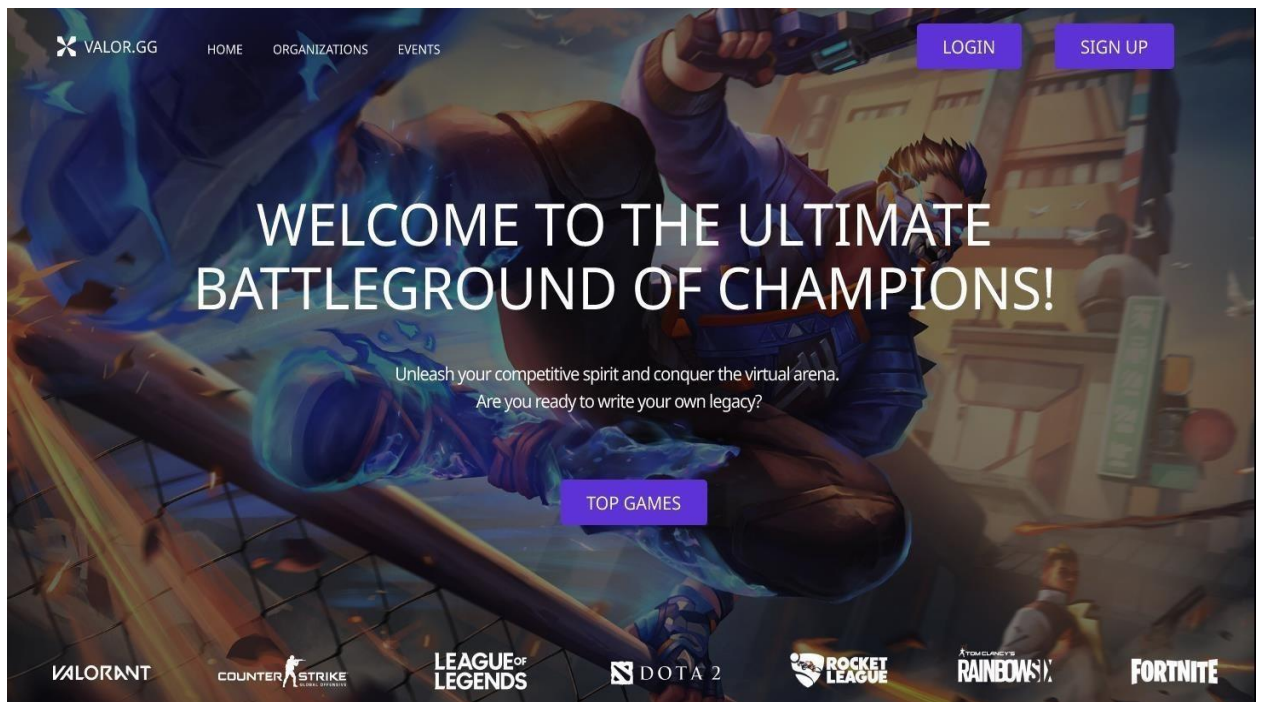 VALOR.GG HOME ORGANIZATIONS EVENTS LOGIN SIGN UP
WELCOME TO THE ULTIMATE
BATTLEGROUND OF CHAMPIONS!
Unleash your competitive spirit and conquer the virtual arena.
Are you ready to write your own legacy?
TOP GAMES
VALORANT
COUNTER STRIKE
GLOBAL OFFENSIVE
LEAGUE OF
LEGENDS
DOTA 2
ROCKET
LEAGUE
TOM CLANCY'S
RAINBOW SIX
FORTNITE